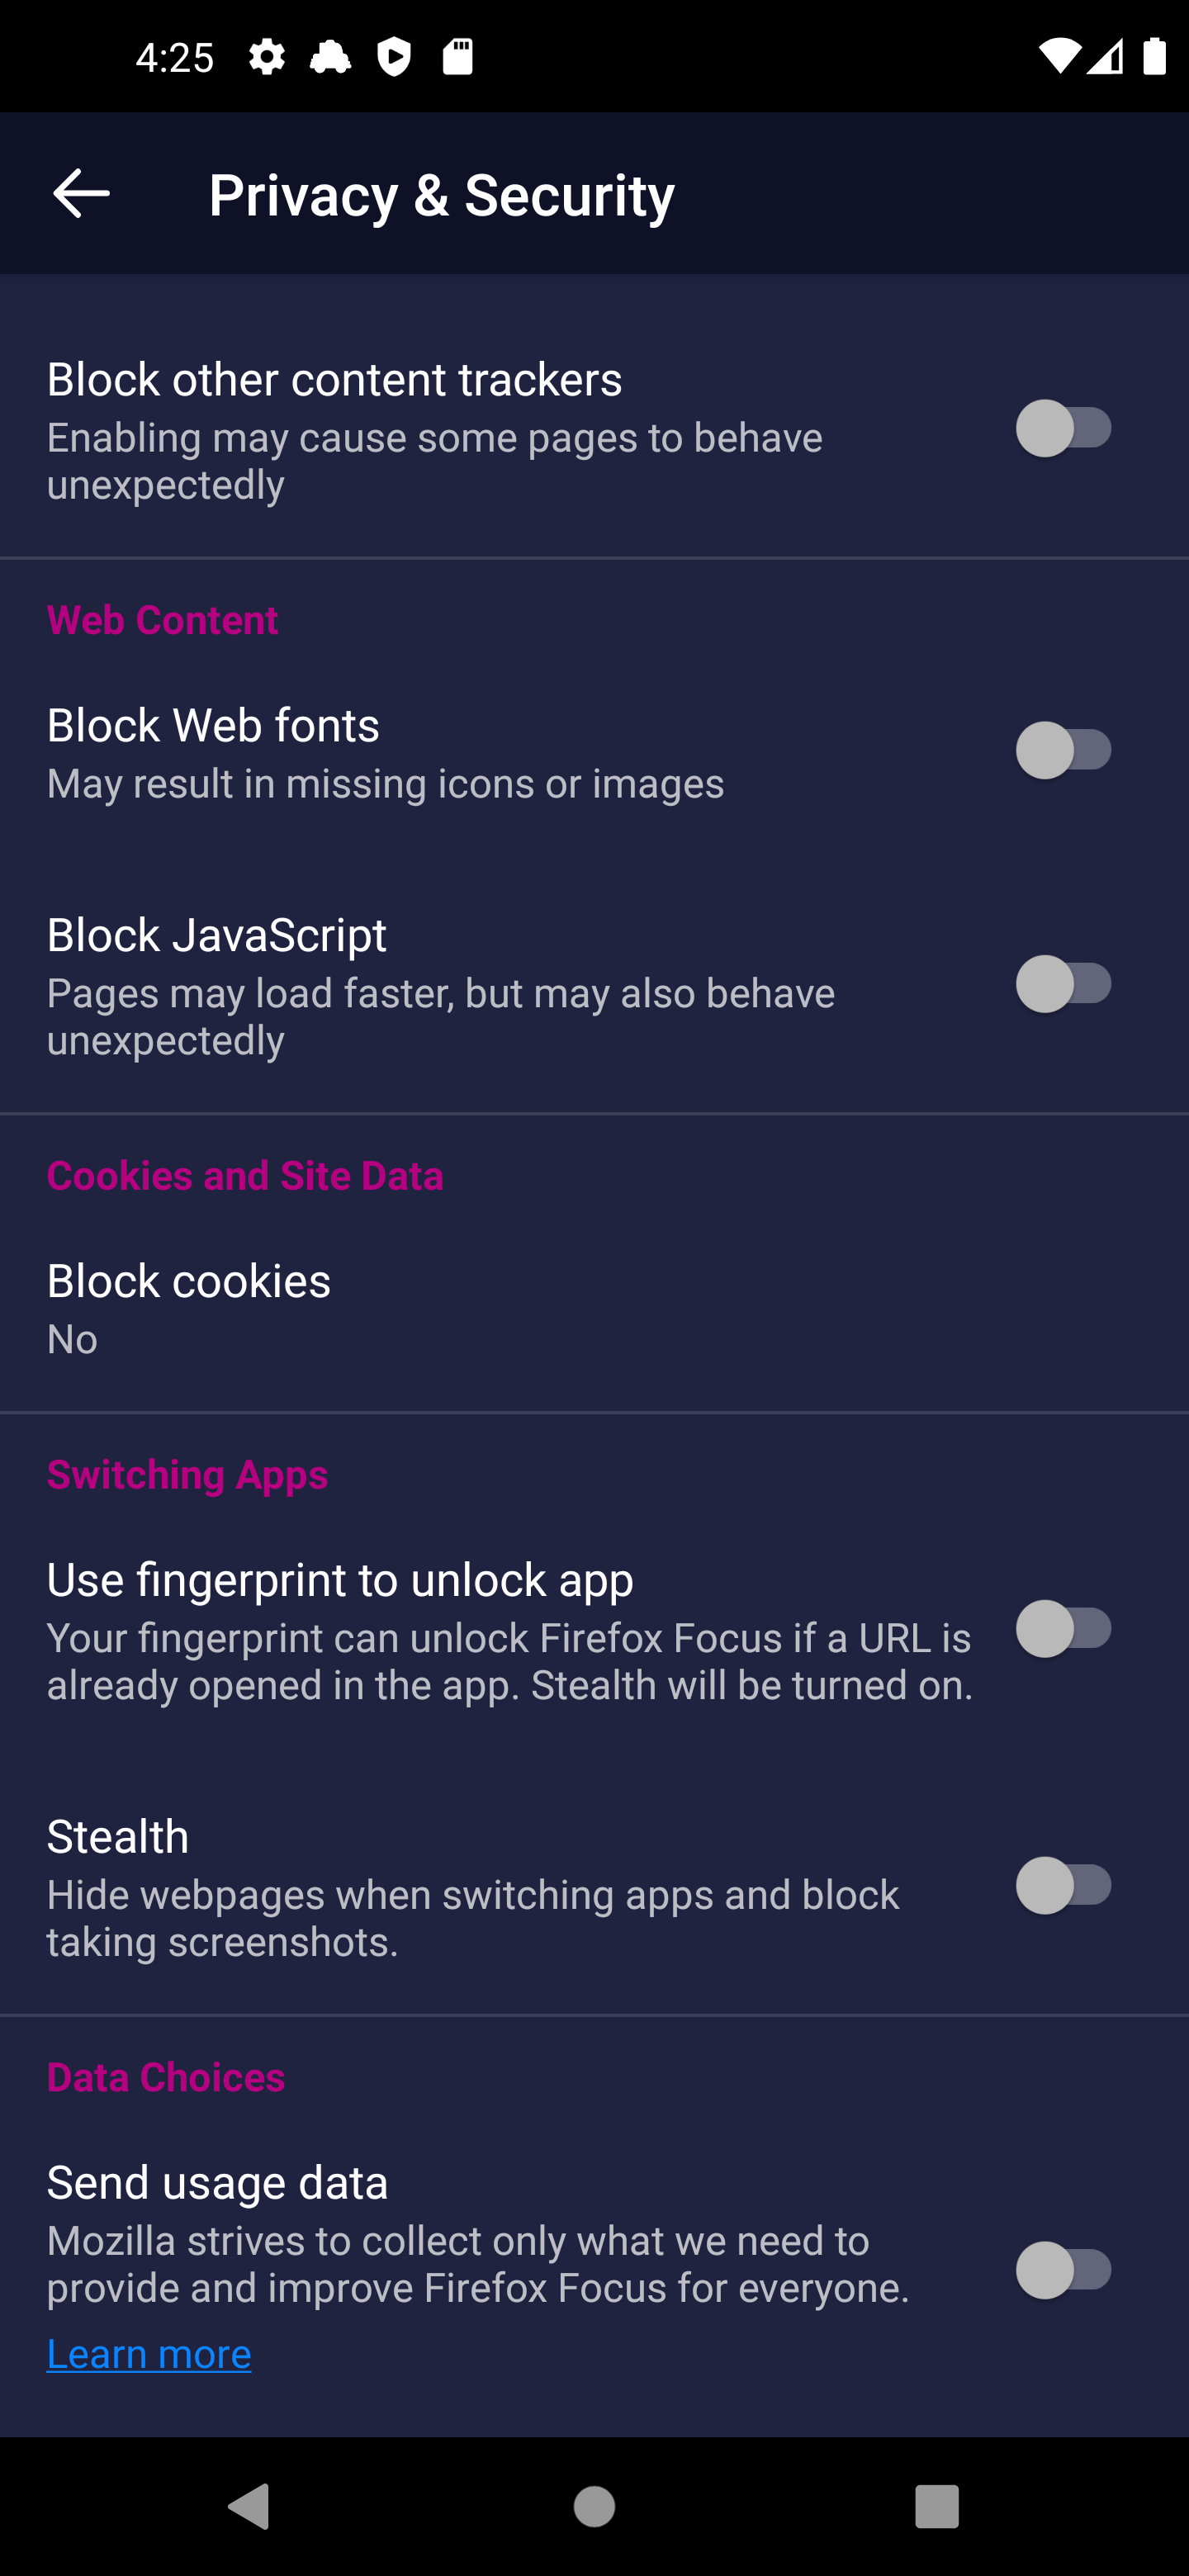 4:25
Privacy & Security
Block other content trackers
Enabling may cause some pages to behave
unexpectedly
Web Content
Block Web fonts
May result in missing icons or images
Block JavaScript
Pages may load faster, but may also behave
unexpectedly
Cookies and Site Data
Block cookies
No
Switching Apps
Use fingerprint to unlock app
Your fingerprint can unlock Firefox Focus if a URL is
already opened in the app. Stealth will be turned on.
Stealth
Hide webpages when switching apps and block
taking screenshots.
Data Choices
Send usage data
Mozilla strives to collect only what we need to
provide and improve Firefox Focus for everyone.
Learn more